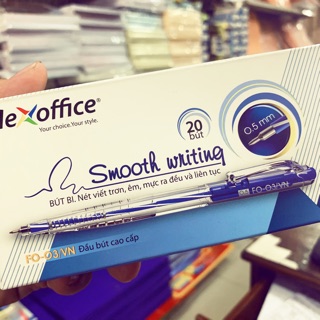 lexoffice®
Your choice.Your style.
20
bút
0.5 mm
Smooth writing
BÚT BI. Nét viết trơn, êm, mực ra đều và liên tục
FO-03/VN
FO-03/VN Đầu bút cao cấp